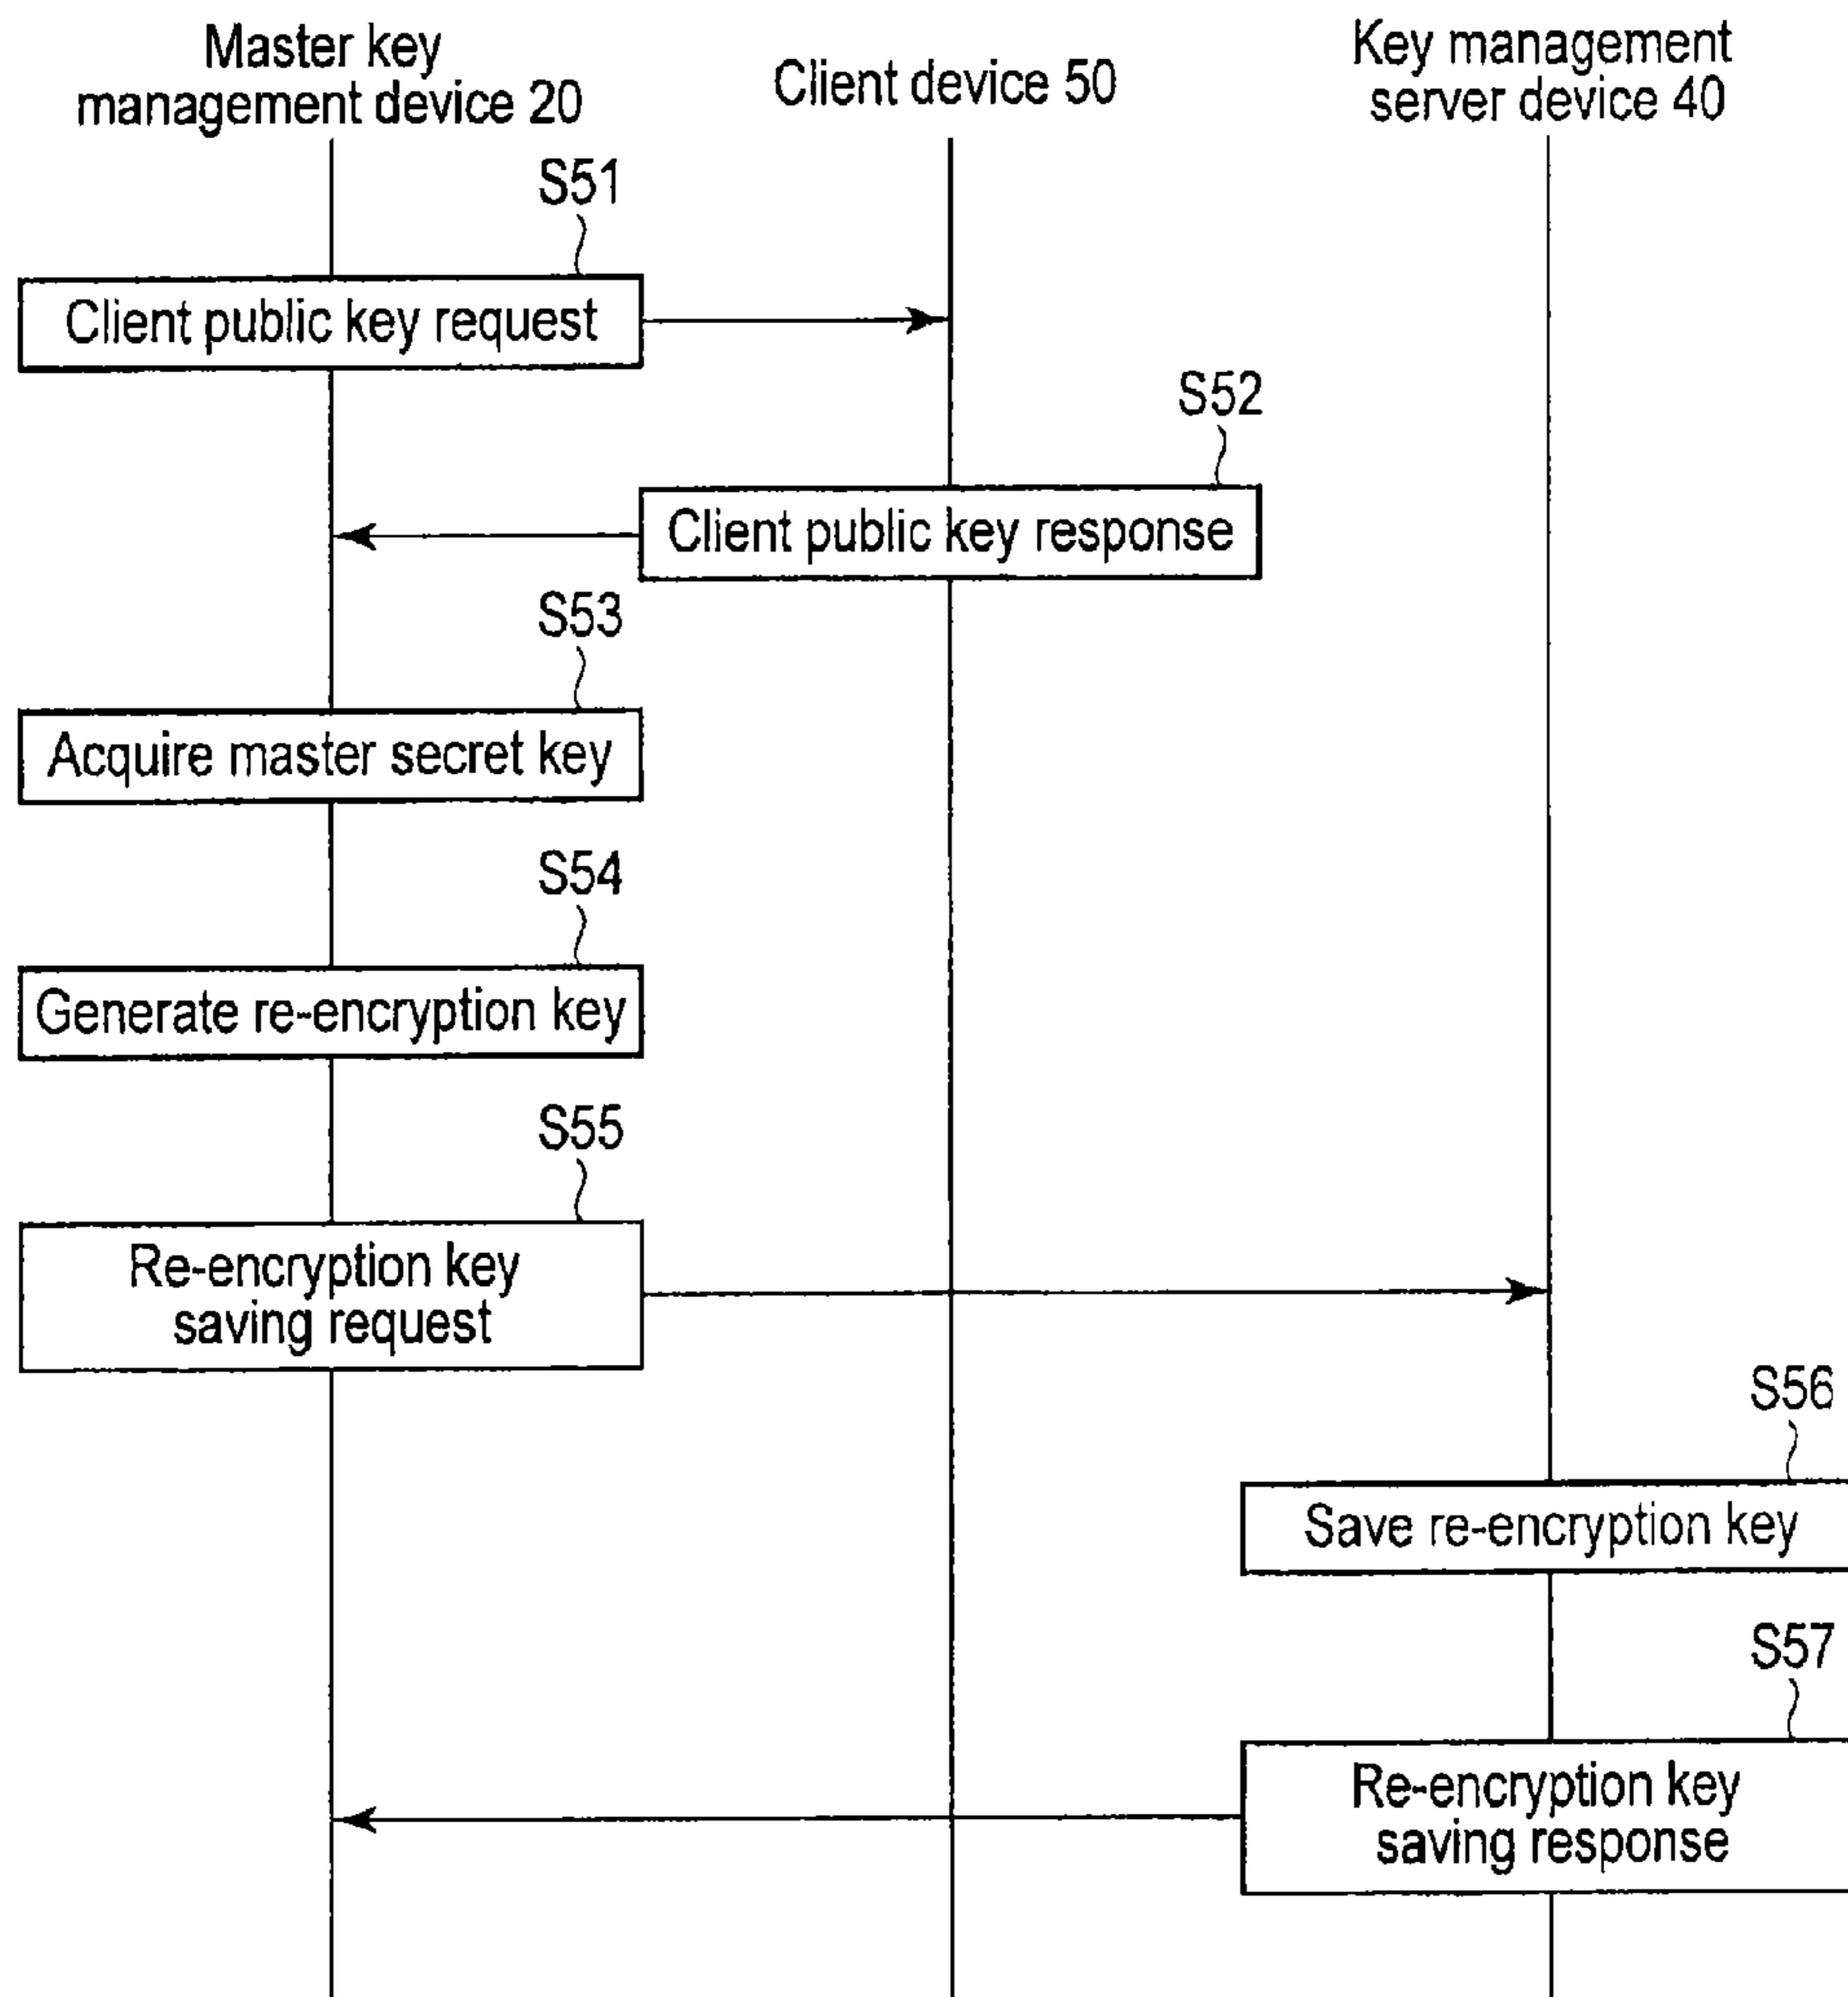 Master key
management device 20
Client device 50
Key management
server device 40
S51
Client public key request
S52
Client public key response
S53
Acquire master secret key
S54
Generate re-encryption key
S55
Re-encryption key
saving request
S56
Save re-encryption key
S57
Re-encryption key
saving response